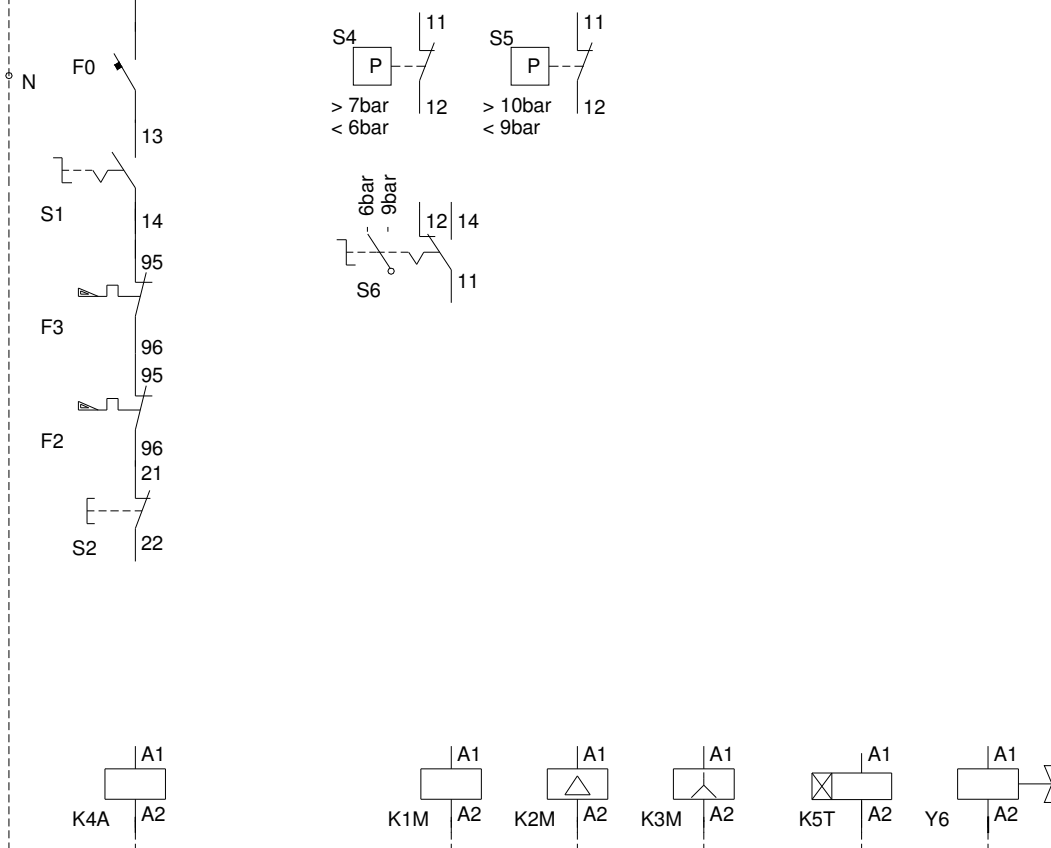 N
F0
13
S1
14
95
F3
96
95
F2
96
21
S2
22
S4
P
11
12
> 7bar
< 6bar
S5
P
11
12
> 10bar
< 9bar
6bar
9bar
12
14
S6
11
A1
K4A
A2
A1
K1M
A2
A1
K2M
A2
A1
K3M
A2
A1
K5T
A2
A1
Y6
A2